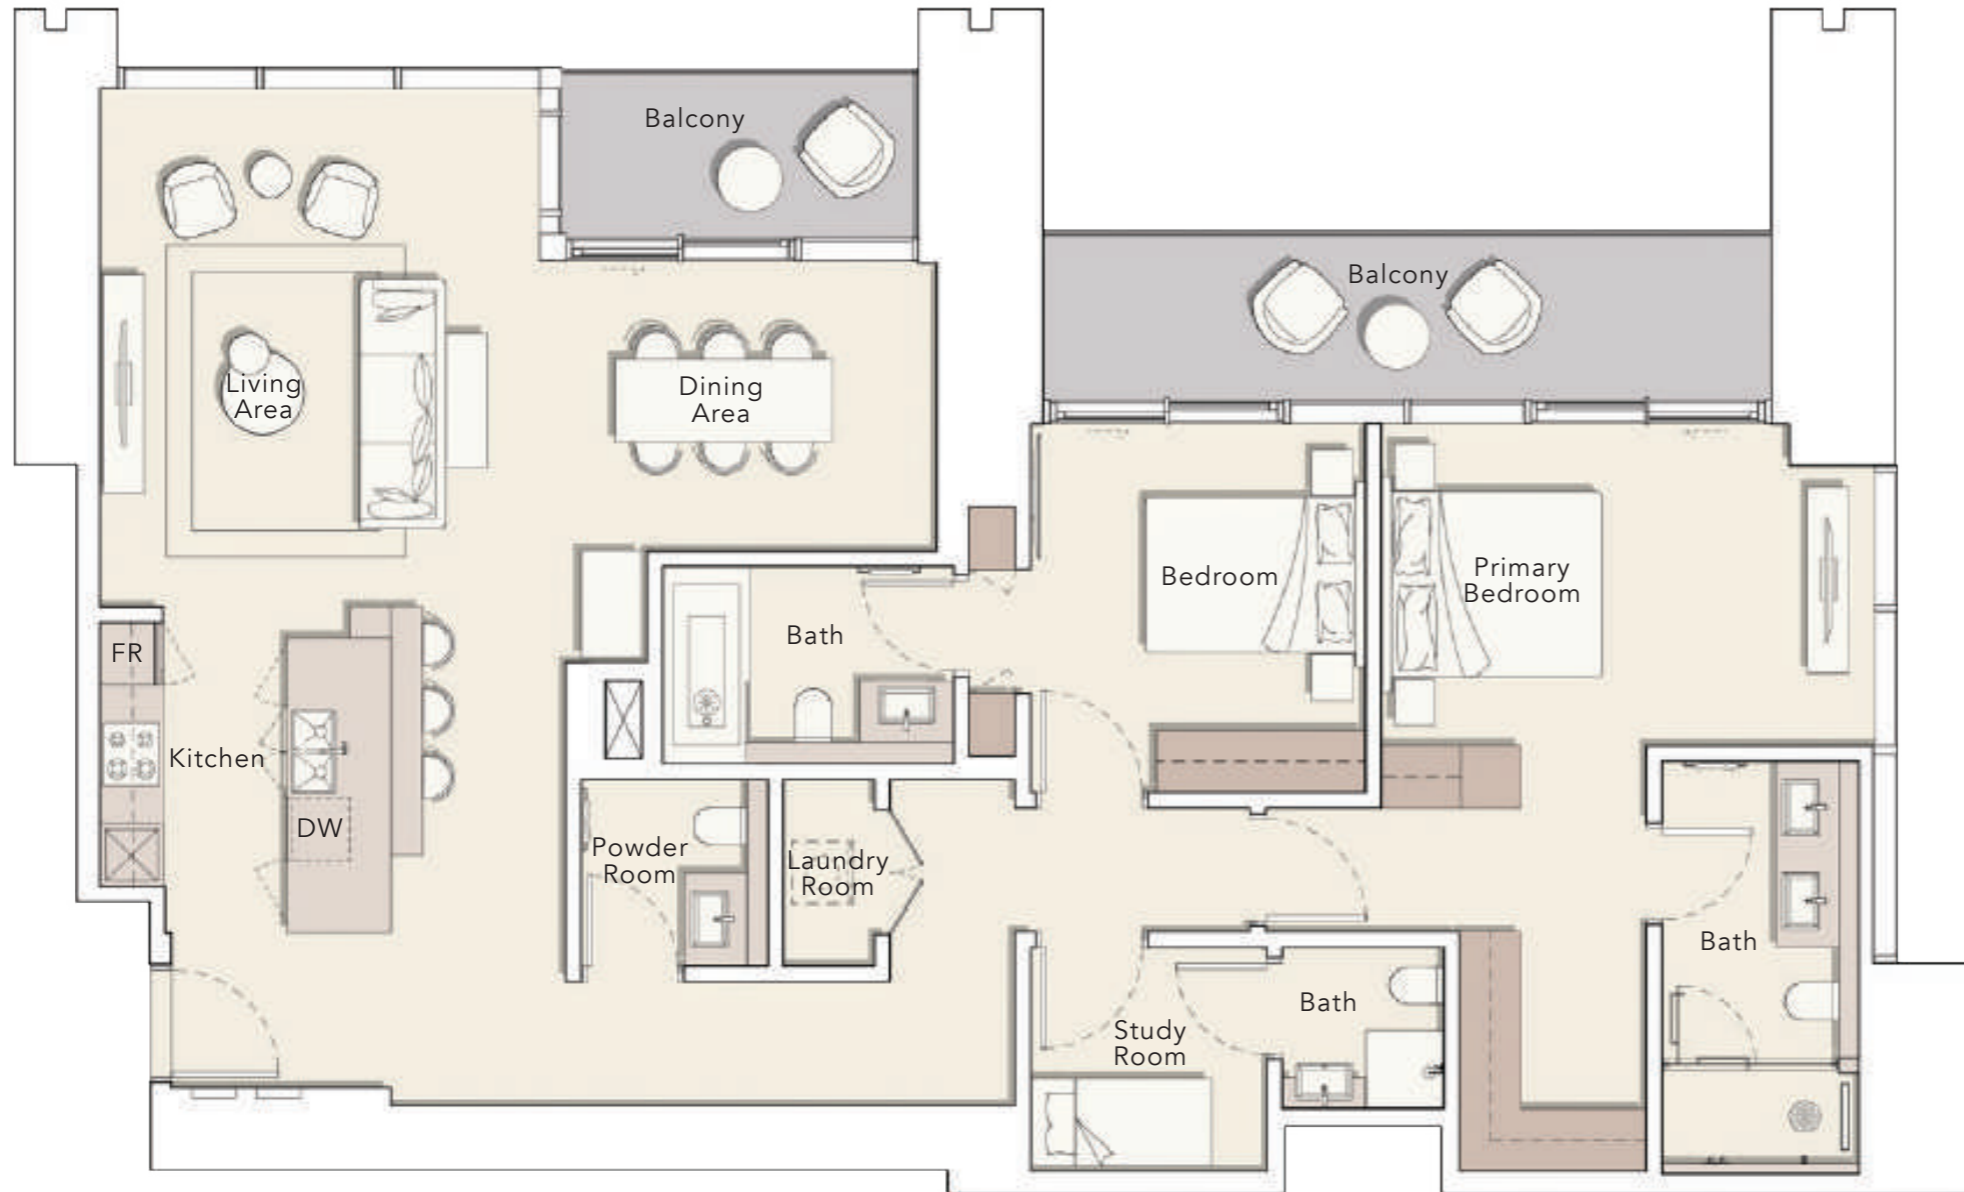 Balcony
Balcony
Living
Area
Dining
Area
Bedroom
Primary
Bedroom
Bath
FR
Kitchen
DW
Powder
Room
Laundry
Room
Bath
Bath
Study
Room